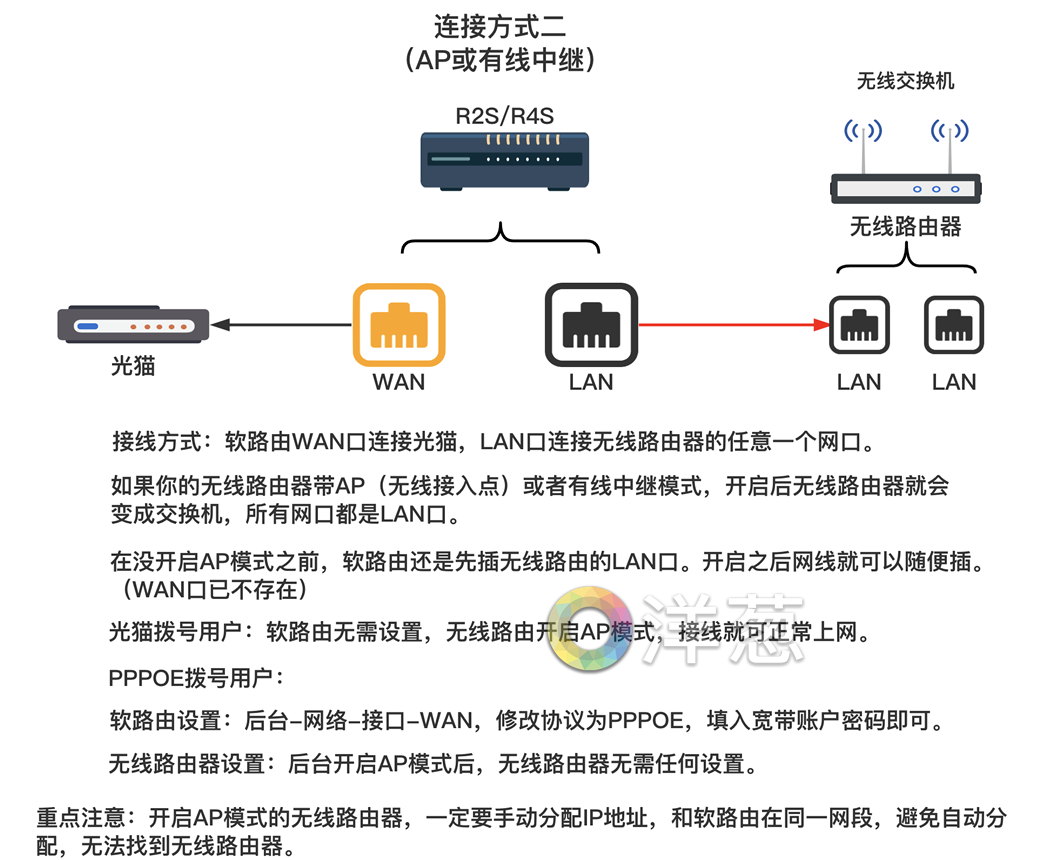 连接方式二
（AP或有线中继）
无线交换机
R2S/R4S
无线路由器
光猫
WAN
LAN
LAN
LAN
接线方式：软路由WAN口连接光猫，LAN口连接无线路由器的任意一个网口。
如果你的无线路由器带AP（无线接入点）或者有线中继模式，开启后无线路由器就会
变成交换机，所有网口都是LAN口。
在没开启AP模式之前，软路由还是先插无线路由的LAN口。开启之后网线就可以随便插。
（WAN口已不存在）
洋葱
光猫拨号用户：软路由无需设置，无线路由开启AP模式，接线就可正常上网。
PPPOE拨号用户：
软路由设置：后台–网络–接口–WAN，修改协议为PPPOE，填入宽带账户密码即可。
无线路由器设置：后台开启AP模式后，无线路由器无需任何设置。
重点注意：开启AP模式的无线路由器，一定要手动分配IP地址，和软路由在同一网段，避免自动分
配，无法找到无线路由器。